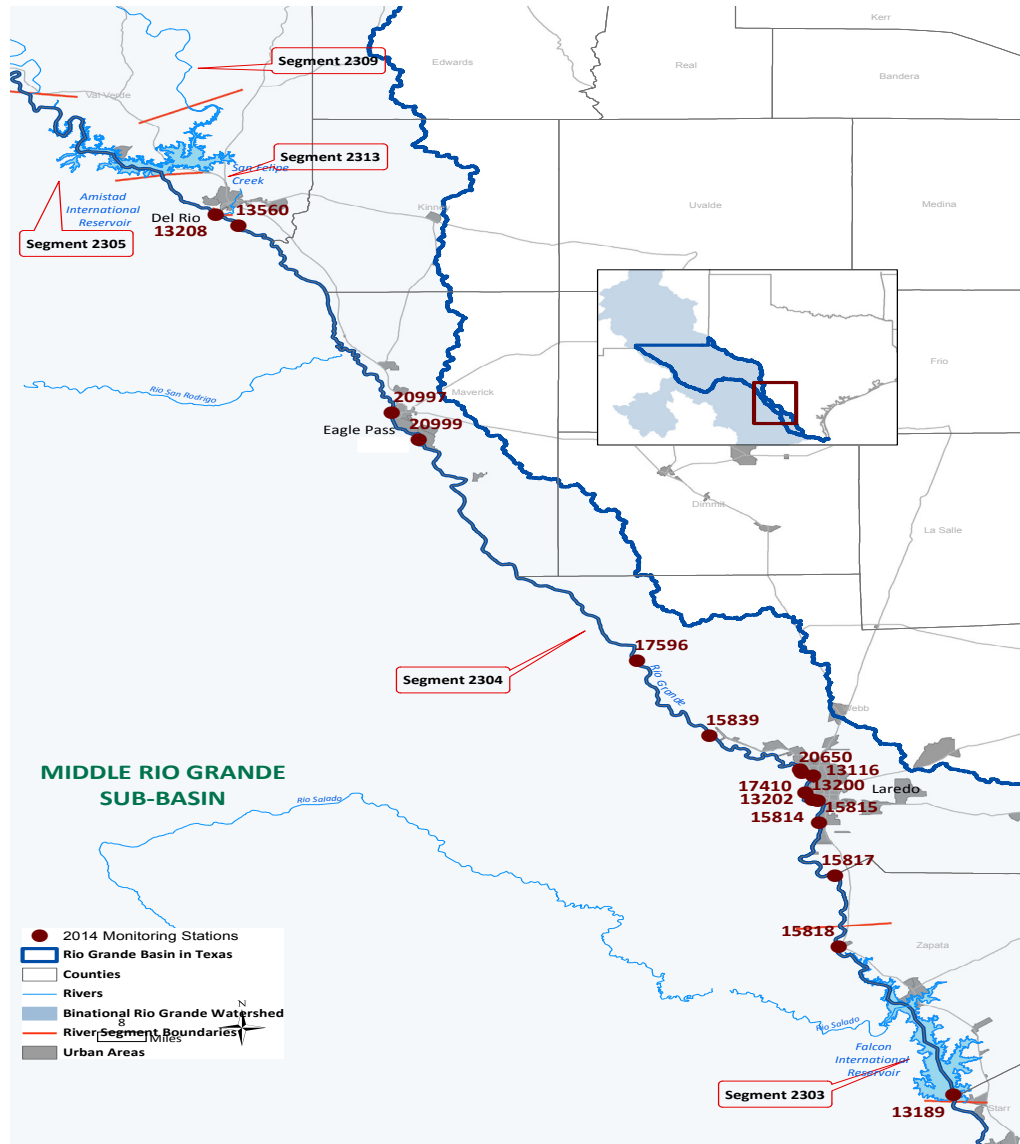 Kerr
Segment 2309
Edwards
Real
Bandera
Val Verde
Segment 2313
San Felipe
Creek
Amistad
International
Reservoir
Kinney
Uvalde
Medina
Del Rio
13560
13208
Segment 2305
Rio San Rodrigo
Maverick
Frio
20997
Eagle Pass
20999
Dimmit
La Salle
17596
Segment 2304
Rio Grande
15839
Webb
20650
13116
MIDDLE RIO GRANDE
SUB-BASIN
17410
13200
Laredo
Rio Salado
13202
15815
15814
15817
15818
Zapata
2014 Monitoring Stations
Rio Grande Basin in Texas
Counties
Rivers
Binational Rio Grande Watershed
River Segment Boundaries
Urban Areas
8
Miles
N
Rio Salado
Falcon
International
Reservoir
Segment 2303
13189
Starr